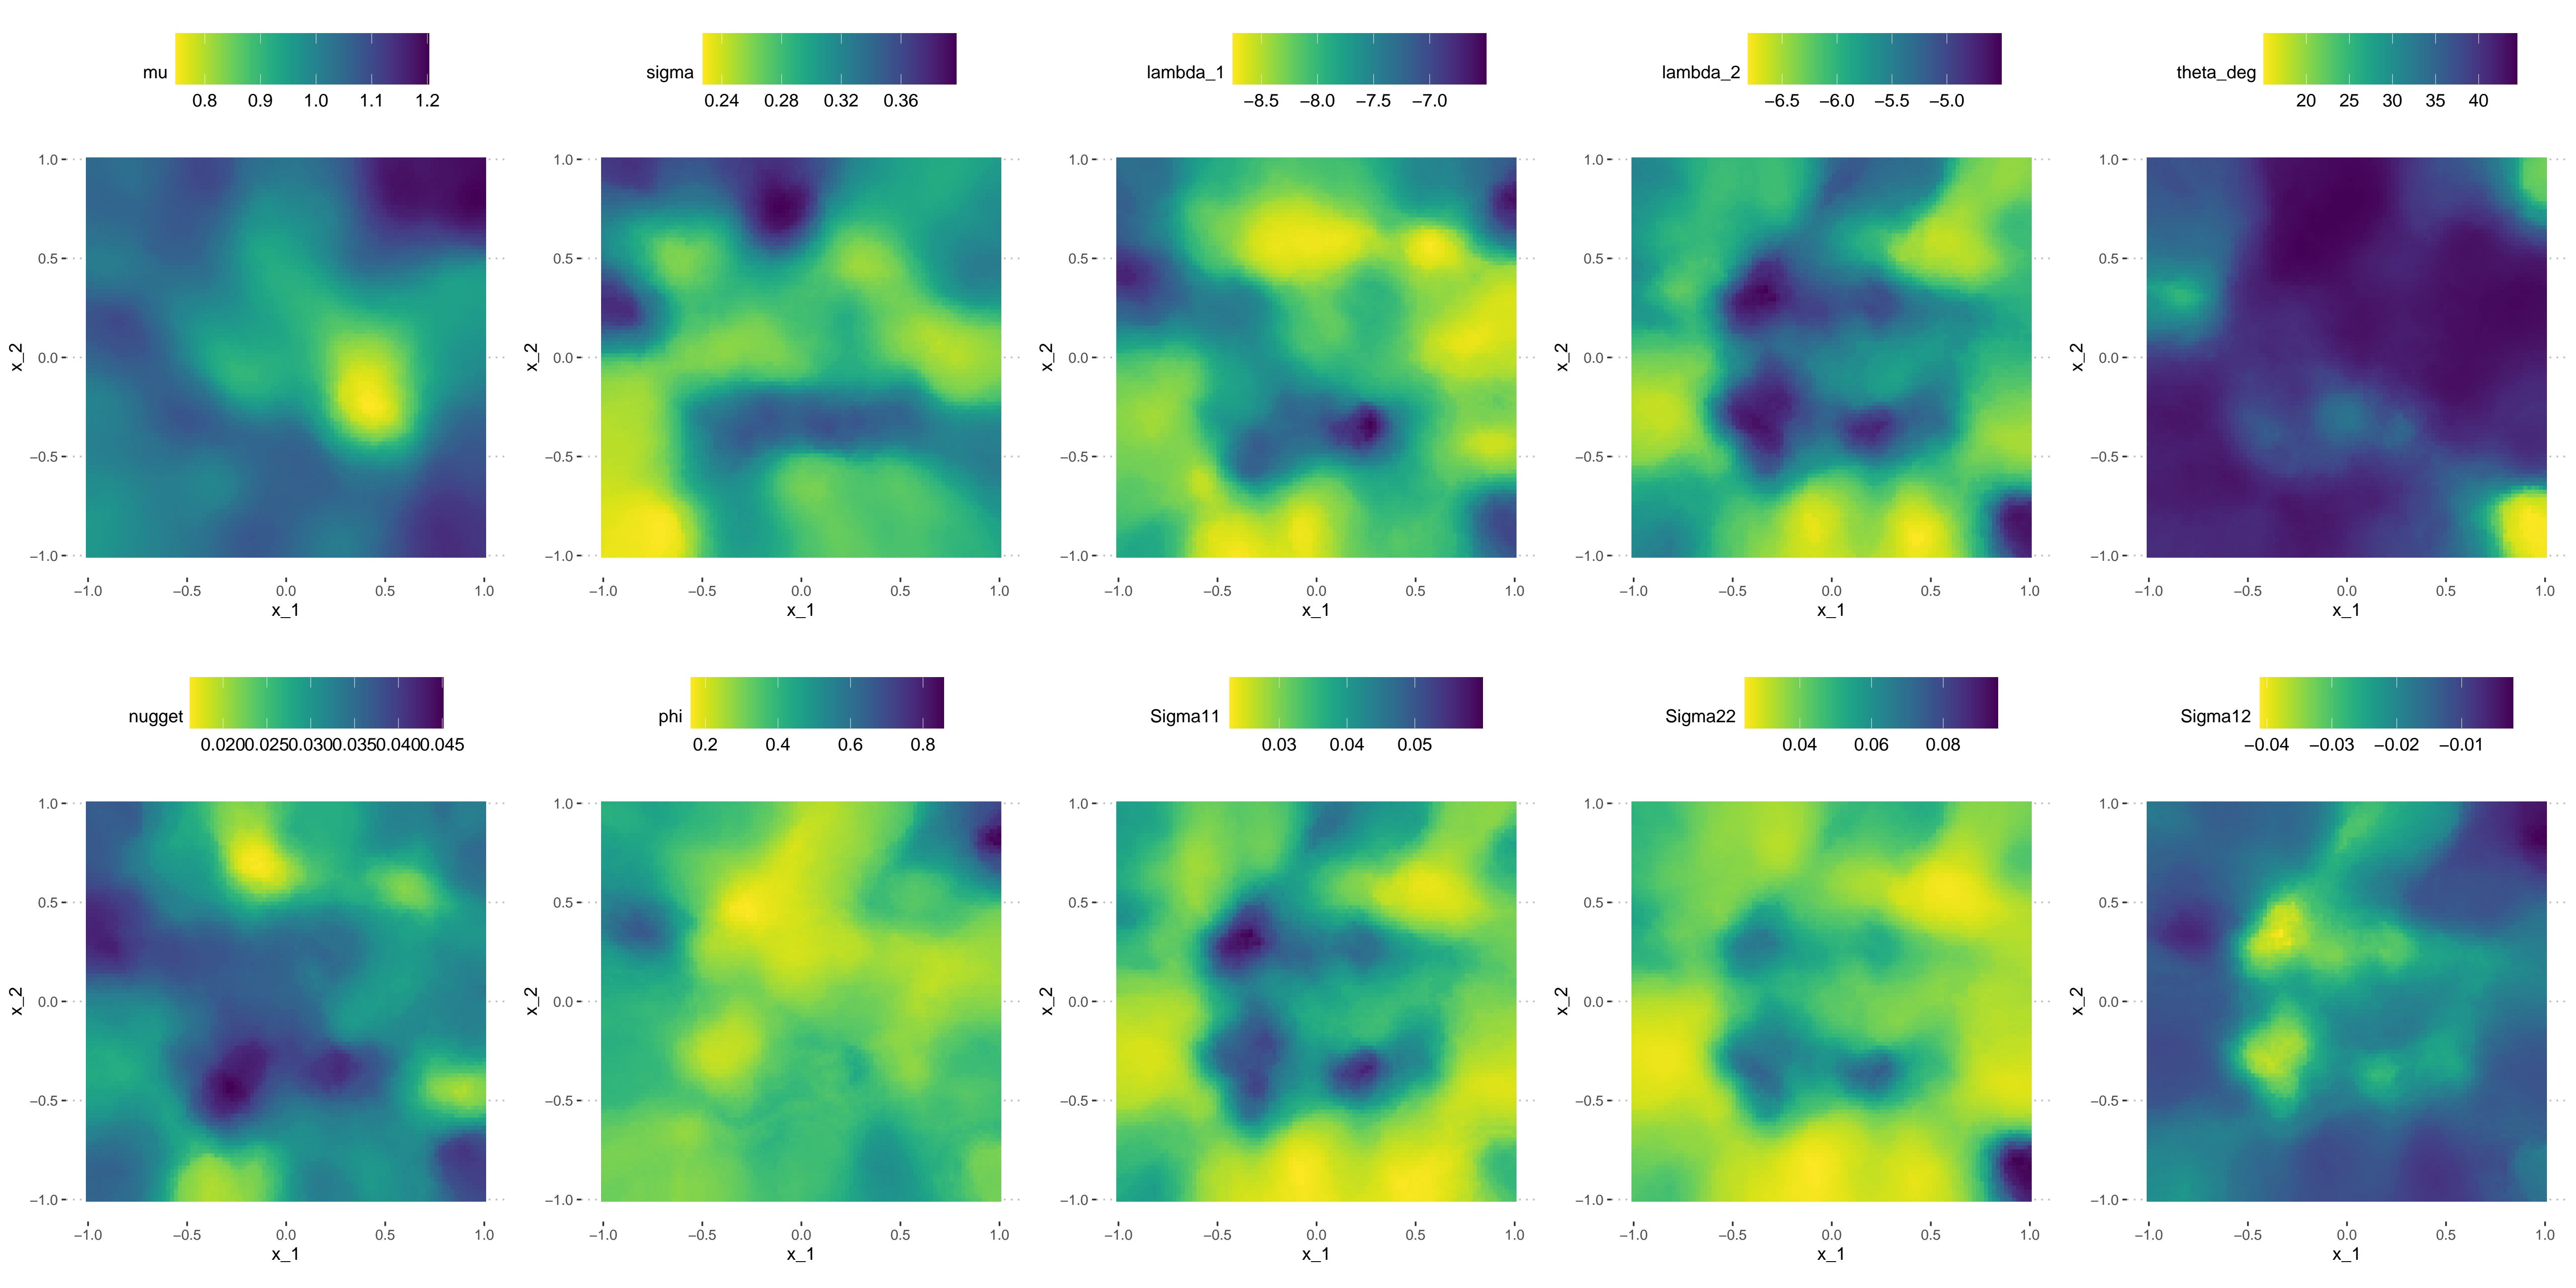 mu 0.8 0.9 1.0 1.1 1.2
sigma 0.24 0.28 0.32 0.36
lambda_1 −8.5 −8.0 −7.5 −7.0
lambda_2 −6.5 −6.0 −5.5 −5.0
theta_deg 20 25 30 35 40
x_2 1.0 0.5 0.0 −0.5 −1.0
−1.0 −0.5 0.0 0.5 1.0
x_1
x_2 1.0 0.5 0.0 −0.5 −1.0
−1.0 −0.5 0.0 0.5 1.0
x_1
x_2 1.0 0.5 0.0 −0.5 −1.0
−1.0 −0.5 0.0 0.5 1.0
x_1
x_2 1.0 0.5 0.0 −0.5 −1.0
−1.0 −0.5 0.0 0.5 1.0
x_1
x_2 1.0 0.5 0.0 −0.5 −1.0
−1.0 −0.5 0.0 0.5 1.0
x_1
nugget 0.020 0.025 0.030 0.035 0.040 0.045
phi 0.2 0.4 0.6 0.8
Sigma11 0.03 0.04 0.05
Sigma22 0.04 0.06 0.08
Sigma12 −0.04 −0.03 −0.02 −0.01
x_2 1.0 0.5 0.0 −0.5 −1.0
−1.0 −0.5 0.0 0.5 1.0
x_1
x_2 1.0 0.5 0.0 −0.5 −1.0
−1.0 −0.5 0.0 0.5 1.0
x_1
x_2 1.0 0.5 0.0 −0.5 −1.0
−1.0 −0.5 0.0 0.5 1.0
x_1
x_2 1.0 0.5 0.0 −0.5 −1.0
−1.0 −0.5 0.0 0.5 1.0
x_1
x_2 1.0 0.5 0.0 −0.5 −1.0
−1.0 −0.5 0.0 0.5 1.0
x_1